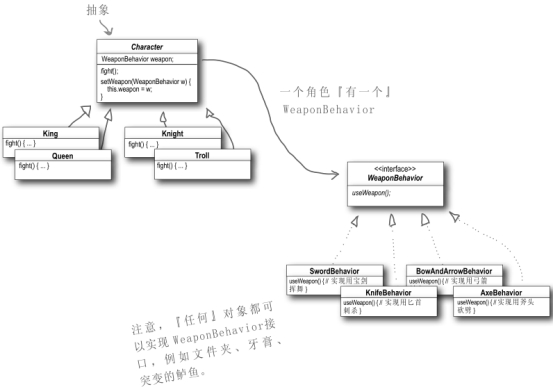 抽象
Character
WeaponBehavior weapon;
fight();
setWeapon(WeaponBehavior w) {
this.weapon = w;
}
一个角色『有一个』
WeaponBehavior
King
fight() { ... }
Queen
fight() { ... }
Knight
fight() { ... }
Troll
fight() { ... }
<<interface>>
WeaponBehavior
useWeapon();
SwordBehavior
useWeapon() { // 实现用宝剑
挥舞 }
BowAndArrowBehavior
useWeapon() { // 实现用弓箭
KnifeBehavior
useWeapon() { // 实现用匕首
刺杀 }
AxeBehavior
useWeapon() { // 实现用斧头
砍劈 }
注意，『任何』对象都可
以实现 WeaponBehavior接
口，例如文件夹、牙膏、
突变的鲈鱼。